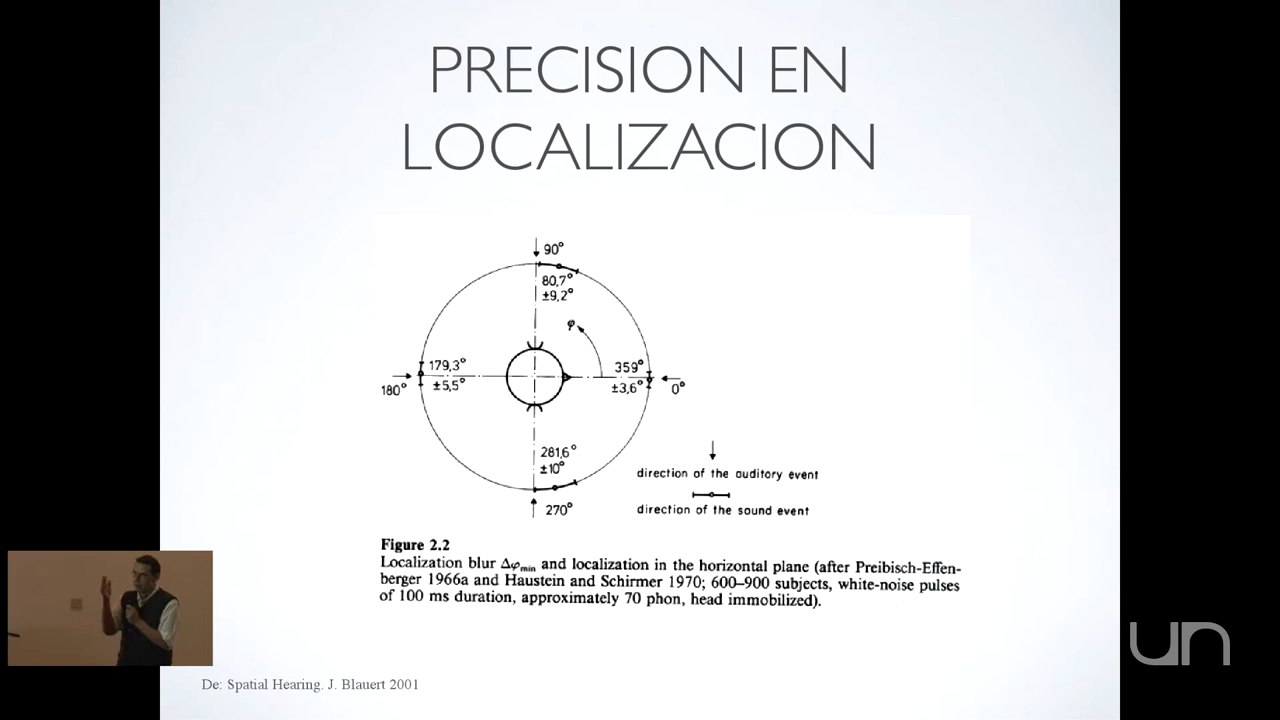 PRECISION EN
LOCALIZACION
90°
80,7°
±9,2°
φ
179,3°
±5,5°
180°
359°
±3,6°
0°
281,6°
±10°
270°
direction of the auditory event
direction of the sound event
Figure 2.2
Localization blur Δφmin and localization in the horizontal plane (after Preibisch-Effen-
berger 1966a and Haustein and Schirmer 1970; 600–900 subjects, white-noise pulses
of 100 ms duration, approximately 70 phon, head immobilized).
un
De: Spatial Hearing. J. Blauert 2001